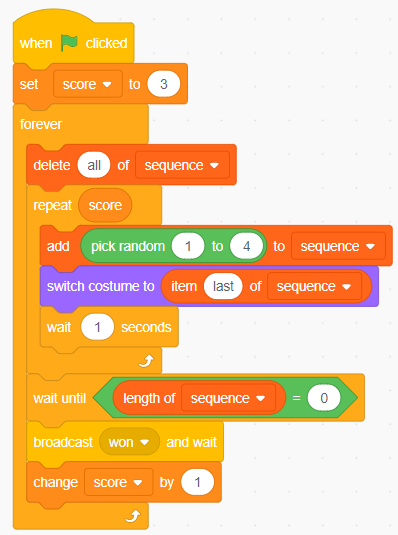 when clicked
set score to 3
forever
delete all of sequence
repeat score
add pick random 1 to 4 to sequence
switch costume to item last of sequence
wait 1 seconds
wait until length of sequence = 0
broadcast won and wait
change score by 1